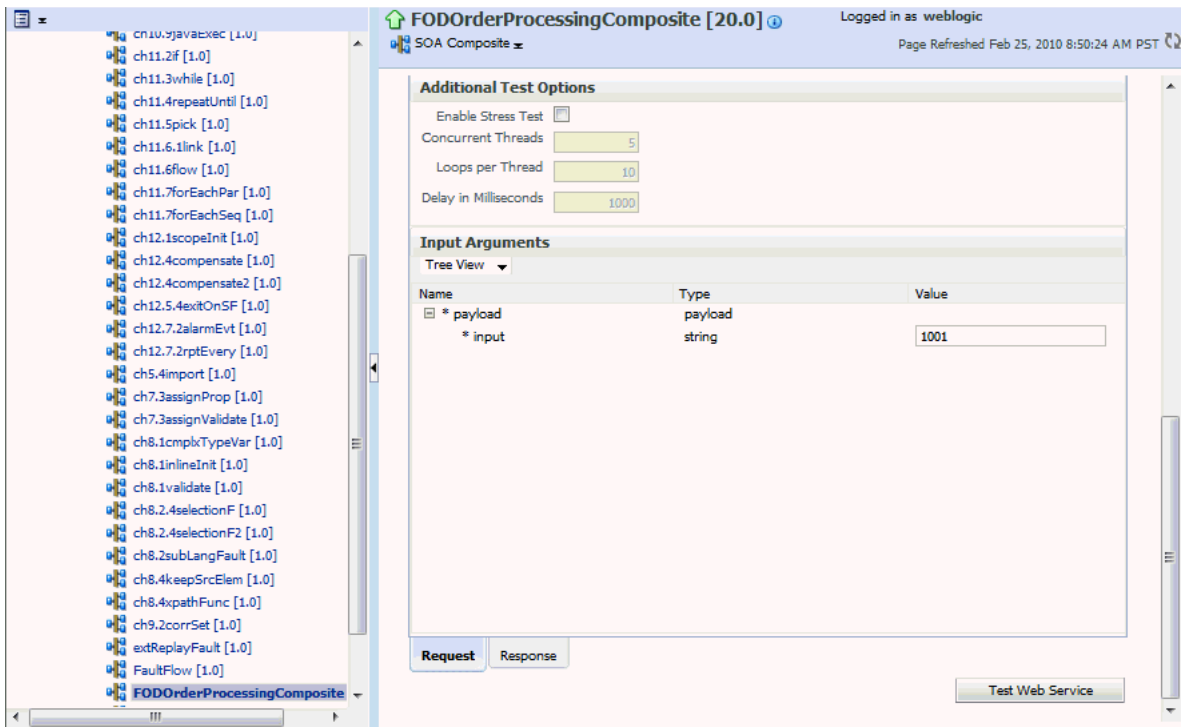 ch10.9javaExec [1.0]
ch11.2if [1.0]
ch11.3while [1.0]
ch11.4repeatUntil [1.0]
ch11.5pick [1.0]
ch11.6.1link [1.0]
ch11.6flow [1.0]
ch11.7forEachPar [1.0]
ch11.7forEachSeq [1.0]
ch12.1scopeInit [1.0]
ch12.4compensate [1.0]
ch12.4compensate2 [1.0]
ch12.5.4exitOnSF [1.0]
ch12.7.2alarmEvt [1.0]
ch12.7.2rptEvery [1.0]
ch5.4import [1.0]
ch7.3assignProp [1.0]
ch7.3assignValidate [1.0]
ch8.1cmplxTypeVar [1.0]
ch8.1inlineInit [1.0]
ch8.1validate [1.0]
ch8.2.4selectionF [1.0]
ch8.2.4selectionF2 [1.0]
ch8.2subLangFault [1.0]
ch8.4keepSrcElem [1.0]
ch8.4xpathFunc [1.0]
ch9.2corrSet [1.0]
extReplayFault [1.0]
FaultFlow [1.0]
FODOrderProcessingComposite
FODOrderProcessingComposite [20.0]
Logged in as weblogic
SOA Composite
Page Refreshed Feb 25, 2010 8:50:24 AM PST
Additional Test Options
Enable Stress Test
Concurrent Threads 5
Loops per Thread 10
Delay in Milliseconds 1000
Input Arguments
Tree View
Name Type Value
* payload payload
* input string 1001
Request Response
Test Web Service